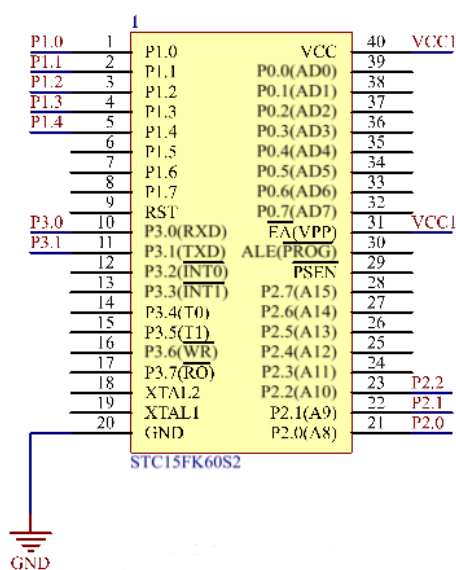 1
P1.0 1 P1.0 VCC 40 VCC1
P1.1 2 P1.1 P0.0(AD0) 39
P1.2 3 P1.2 P0.1(AD1) 38
P1.3 4 P1.3 P0.2(AD2) 37
P1.4 5 P1.4 P0.3(AD3) 36
6 P1.5 P0.4(AD4) 35
7 P1.6 P0.5(AD5) 34
8 P1.7 P0.6(AD6) 33
9 RST P0.7(AD7) 32
P3.0 10 P3.0(RXD) EA(VPP) 31 VCC1
P3.1 11 P3.1(TXD) ALE(PROG) 30
12 P3.2(INT0) PSEN 29
13 P3.3(INT1) P2.7(A15) 28
14 P3.4(T0) P2.6(A14) 27
15 P3.5(T1) P2.5(A13) 26
16 P3.6(WR) P2.4(A12) 25
17 P3.7(RO) P2.3(A11) 24
18 XTAL2 P2.2(A10) 23 P2.2
19 XTAL1 P2.1(A9) 22 P2.1
20 GND P2.0(A8) 21 P2.0
STC15FK60S2
GND